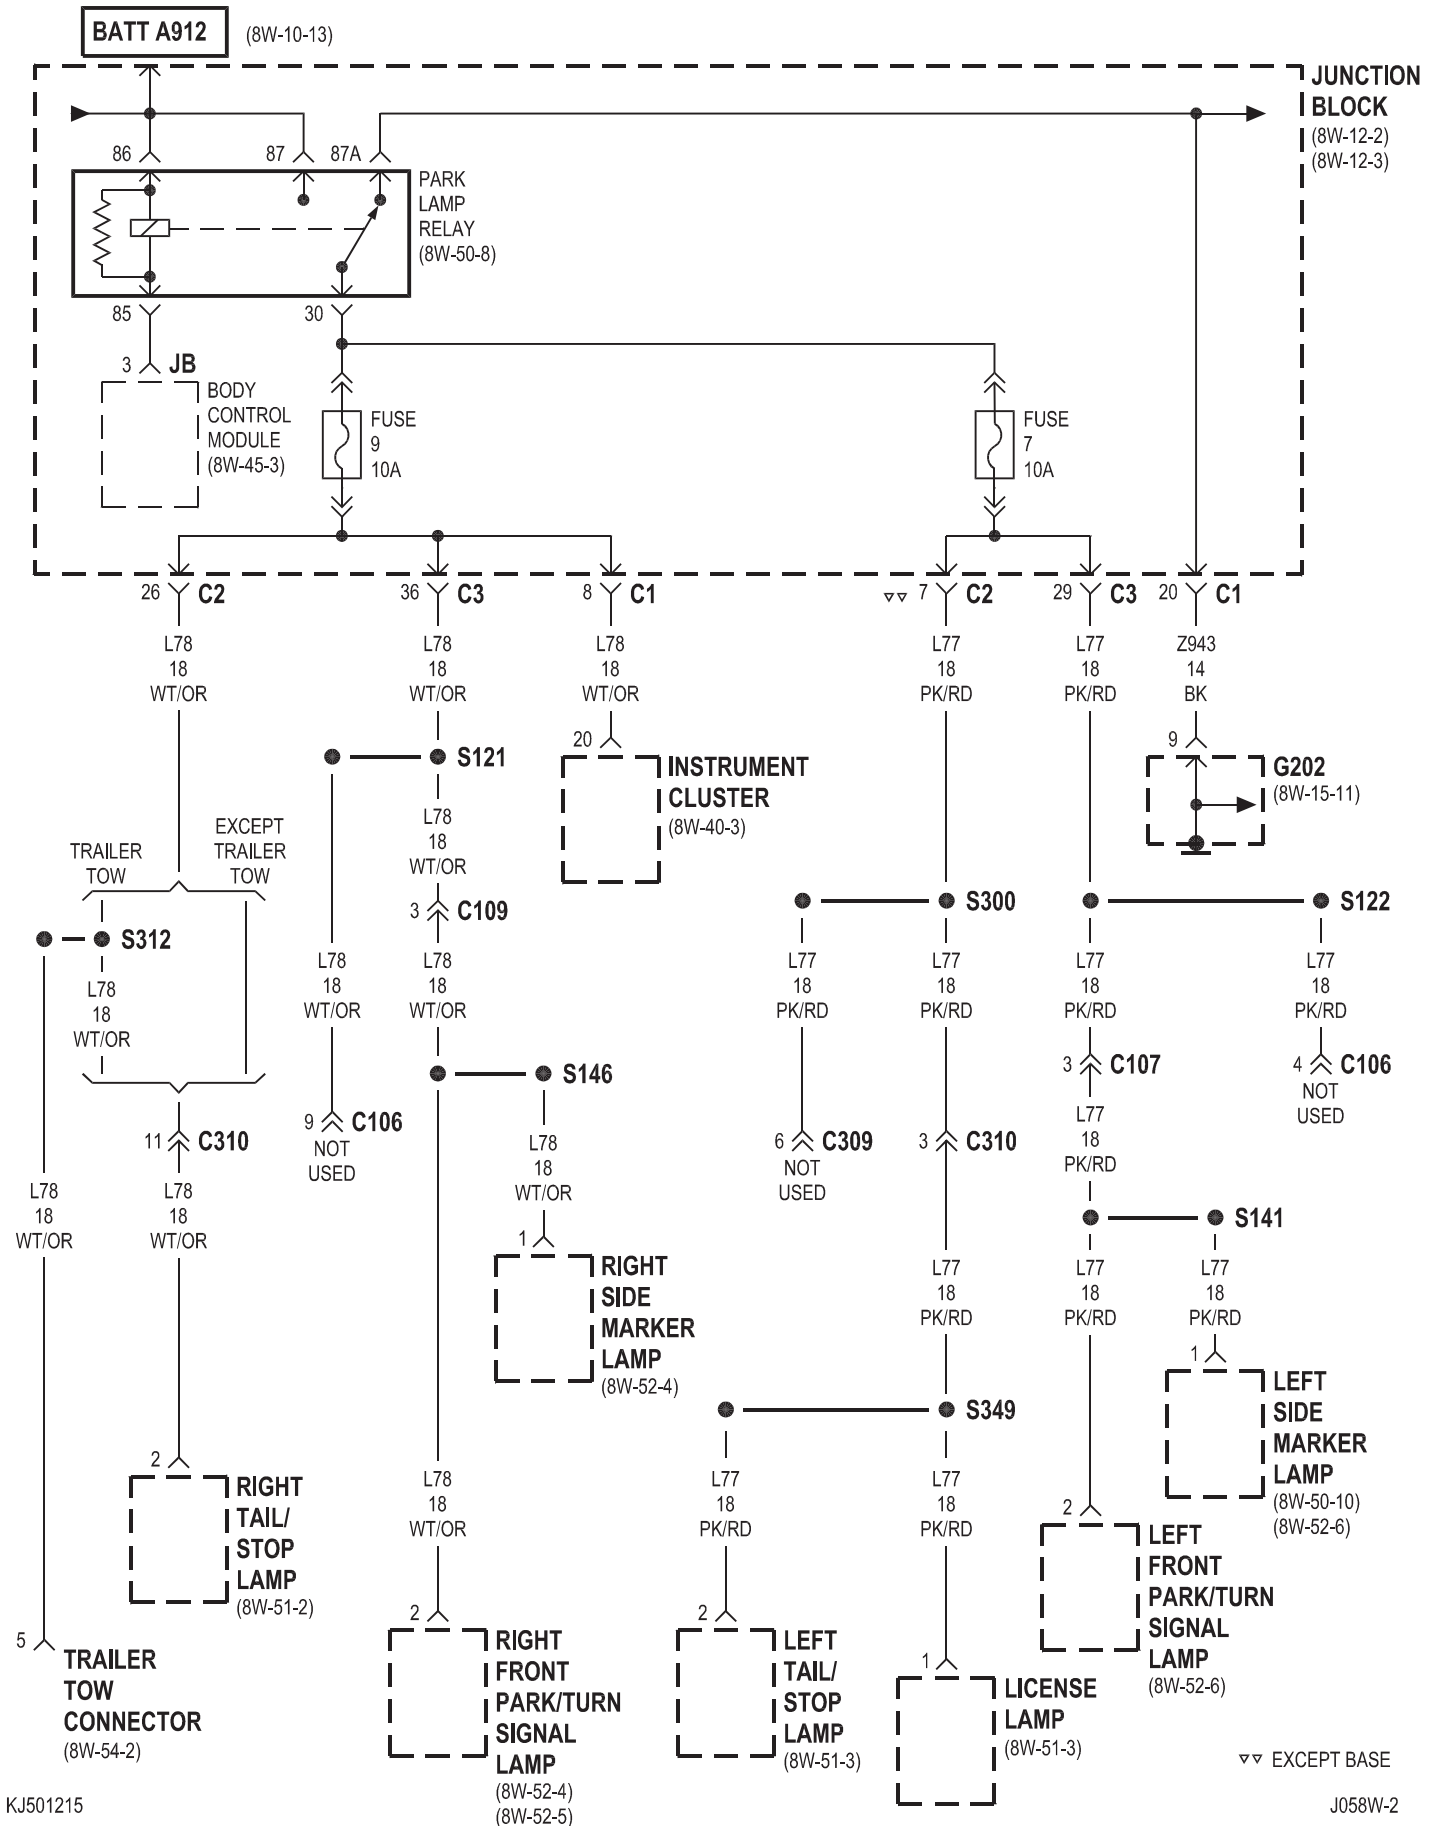 BATT A912 (8W-10-13)
JUNCTION
BLOCK
(8W-12-2)
(8W-12-3)
86 87 87A
PARK
LAMP
RELAY
(8W-50-8)
85 30
3 JB
BODY
CONTROL
MODULE
(8W-45-3)
FUSE
9
10A
FUSE
7
10A
26 C2 36 C3 8 C1 ▿▿ 7 C2 29 C3 20 C1
L78 L78 L78 L77 L77 Z943
18 18 18 18 18 14
WT/OR WT/OR WT/OR PK/RD PK/RD BK
20
INSTRUMENT
CLUSTER
(8W-40-3)
9
G202
(8W-15-11)
S121
L78
18
WT/OR
TRAILER
TOW
EXCEPT
TRAILER
TOW
3 C109
S300
S122
S312
L78
18
WT/OR
L78 L78 L77 L77 L77 L77
18 18 18 18 18 18
WT/OR WT/OR PK/RD PK/RD PK/RD PK/RD
S146
3 C107
4 C106
NOT
USED
L77
18
PK/RD
9 C106
NOT
USED
11 C310
L78
18
WT/OR
6 C309
NOT
USED
3 C310
L78 L78
18 18
WT/OR WT/OR
1
RIGHT
SIDE
MARKER
LAMP
(8W-52-4)
S141
L77 L77 L77
18 18 18
PK/RD PK/RD PK/RD
1
LEFT
SIDE
MARKER
LAMP
(8W-50-10)
(8W-52-6)
S349
2
RIGHT
TAIL/
STOP
LAMP
(8W-51-2)
L78 L77 L77
18 18 18
WT/OR PK/RD PK/RD
2
LEFT
FRONT
PARK/TURN
SIGNAL
LAMP
(8W-52-6)
5
TRAILER
TOW
CONNECTOR
(8W-54-2)
2
RIGHT
FRONT
PARK/TURN
SIGNAL
LAMP
(8W-52-4)
(8W-52-5)
2
LEFT
TAIL/
STOP
LAMP
(8W-51-3)
1
LICENSE
LAMP
(8W-51-3)
▿▿ EXCEPT BASE
KJ501215
J058W-2